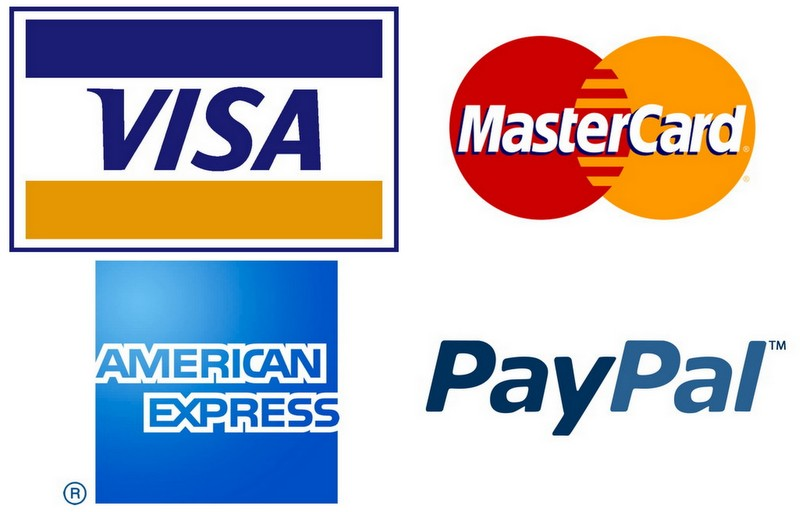 VISA
MasterCard
®
®
AMERICAN
EXPRESS
®
PayPal™